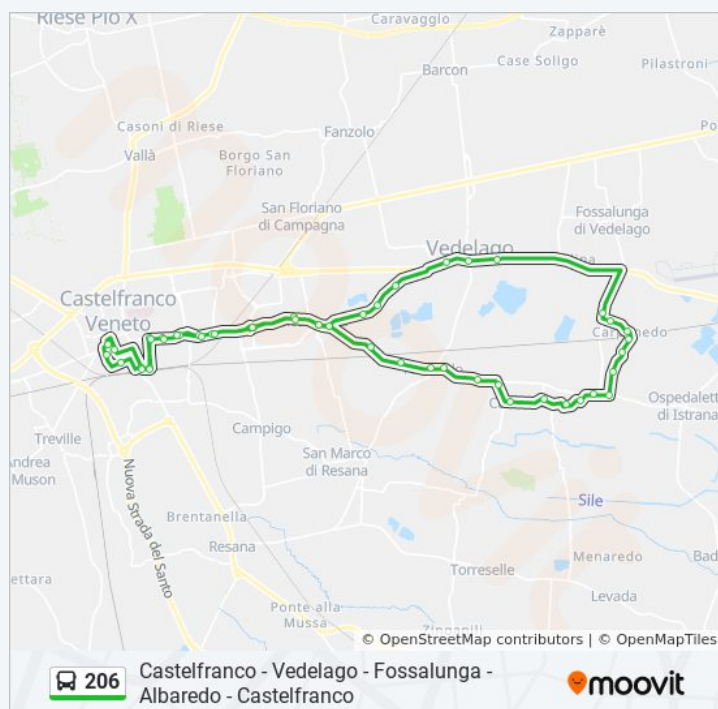 Riese Pio X
Caravaggio
Zapparè
Case Soligo
Pilastroni
Barcon
Casoni di Riese
Fanzolo
Vallà
Borgo San
Floriano
San Floriano
di Campagna
Fossalunga
di Vedelago
Vedelago
Castelfranco
Veneto
Ospedalett
di Istrana
Treville
Campigo
San Marco
di Resana
Andrea
Muson
Nuova Strada del Santo
Sile
Brentanella
Resana
Menaredo
Bad
Torreselle
ettara
Levada
Ponte alla
Mussa
© OpenStreetMap contributors | © OpenMapTiles
206
Castelfranco - Vedelago - Fossalunga -
Albaredo - Castelfranco
moovit